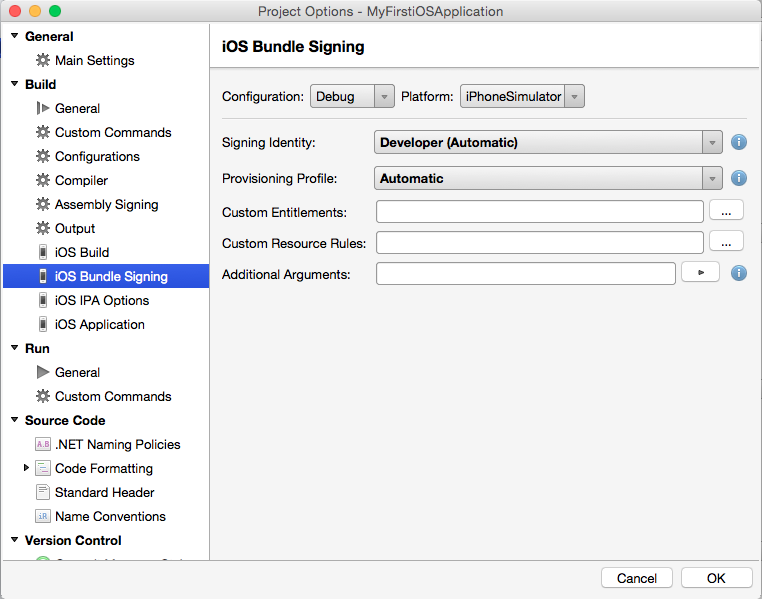 Project Options - MyFirstiOSApplication
General
Main Settings
Build
General
Custom Commands
Configurations
Compiler
Assembly Signing
Output
iOS Build
iOS Bundle Signing
iOS IPA Options
iOS Application
Run
General
Custom Commands
Source Code
A.B .NET Naming Policies
Code Formatting
Standard Header
iR Name Conventions
Version Control
iOS Bundle Signing
Configuration: Debug Platform: iPhoneSimulator
Signing Identity: Developer (Automatic) i
Provisioning Profile: Automatic i
Custom Entitlements: ...
Custom Resource Rules: ...
Additional Arguments: i
Cancel OK